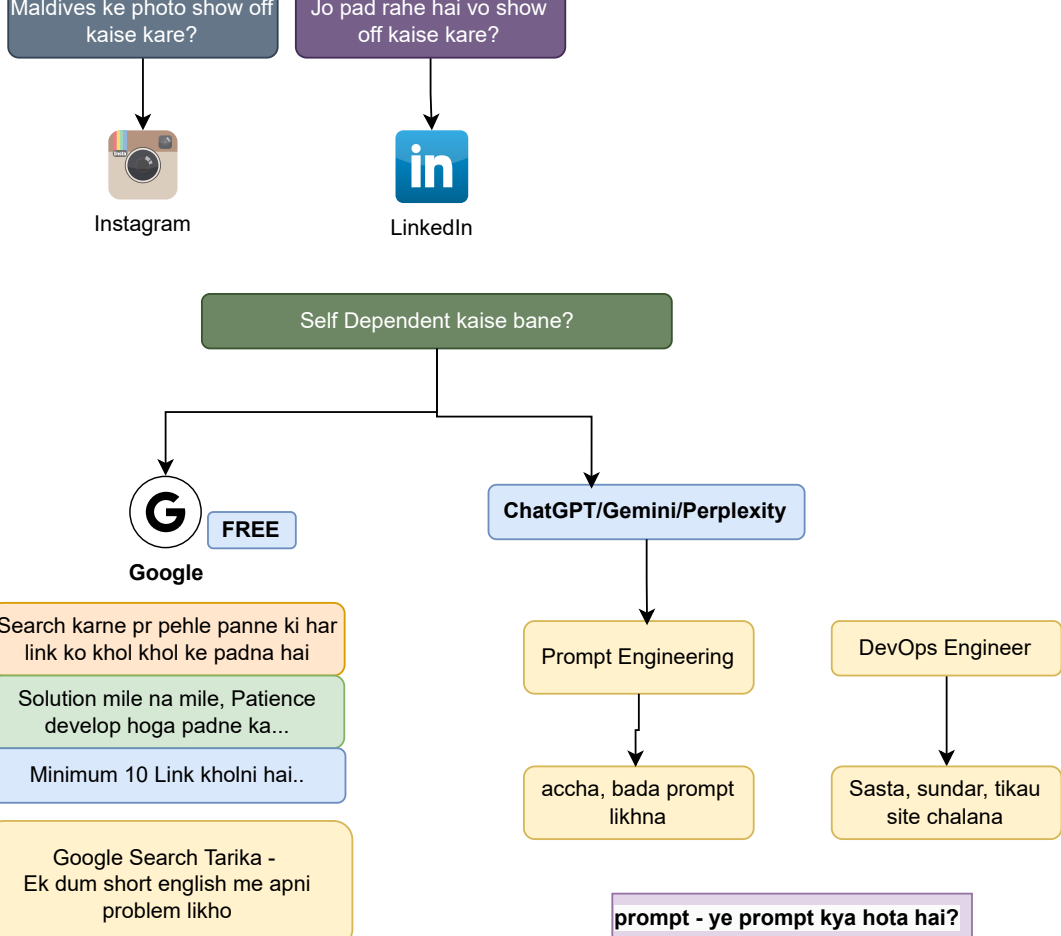 Maldives ke photo show off
kaise kare?
Jo pad rahe hai vo show
off kaise kare?
Insta
in
Instagram
LinkedIn
Self Dependent kaise bane?
G
FREE
Google
ChatGPT/Gemini/Perplexity
Search karne pr pehle panne ki har
link ko khol khol ke padna hai
Solution mile na mile, Patience
develop hoga padne ka...
Minimum 10 Link kholni hai..
Google Search Tarika -
Ek dum short english me apni
problem likho
Prompt Engineering
accha, bada prompt
likhna
DevOps Engineer
Sasta, sundar, tikau
site chalana
prompt - ye prompt kya hota hai?